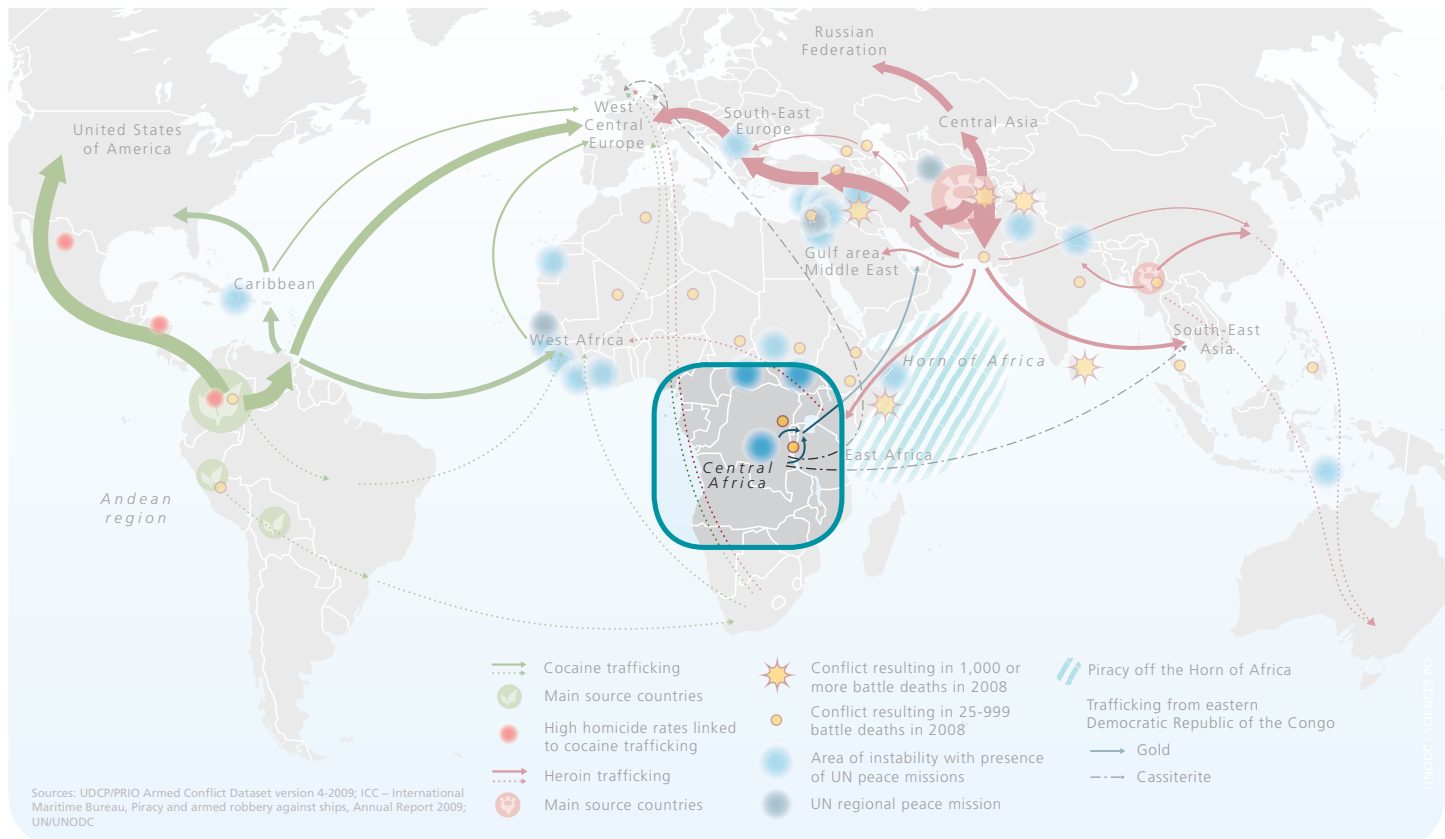 Russian
Federation
West
Central
Europe
South-East
Europe
Central Asia
United States
of America
Gulf area,
Middle East
Caribbean
West Africa
South-East
Asia
Horn of Africa
East Africa
Central
Africa
Andean
region
Cocaine trafficking
Main source countries
High homicide rates linked
to cocaine trafficking
Heroin trafficking
Main source countries
Conflict resulting in 1,000 or
more battle deaths in 2008
Conflict resulting in 25-999
battle deaths in 2008
Area of instability with presence
of UN peace missions
UN regional peace mission
Piracy off the Horn of Africa
Trafficking from eastern
Democratic Republic of the Congo
Gold
Cassiterite
Sources: UDCP/PRIO Armed Conflict Dataset version 4-2009; ICC – International
Maritime Bureau, Piracy and armed robbery against ships, Annual Report 2009;
UN/UNODC
UNODC / SCIENCES PO